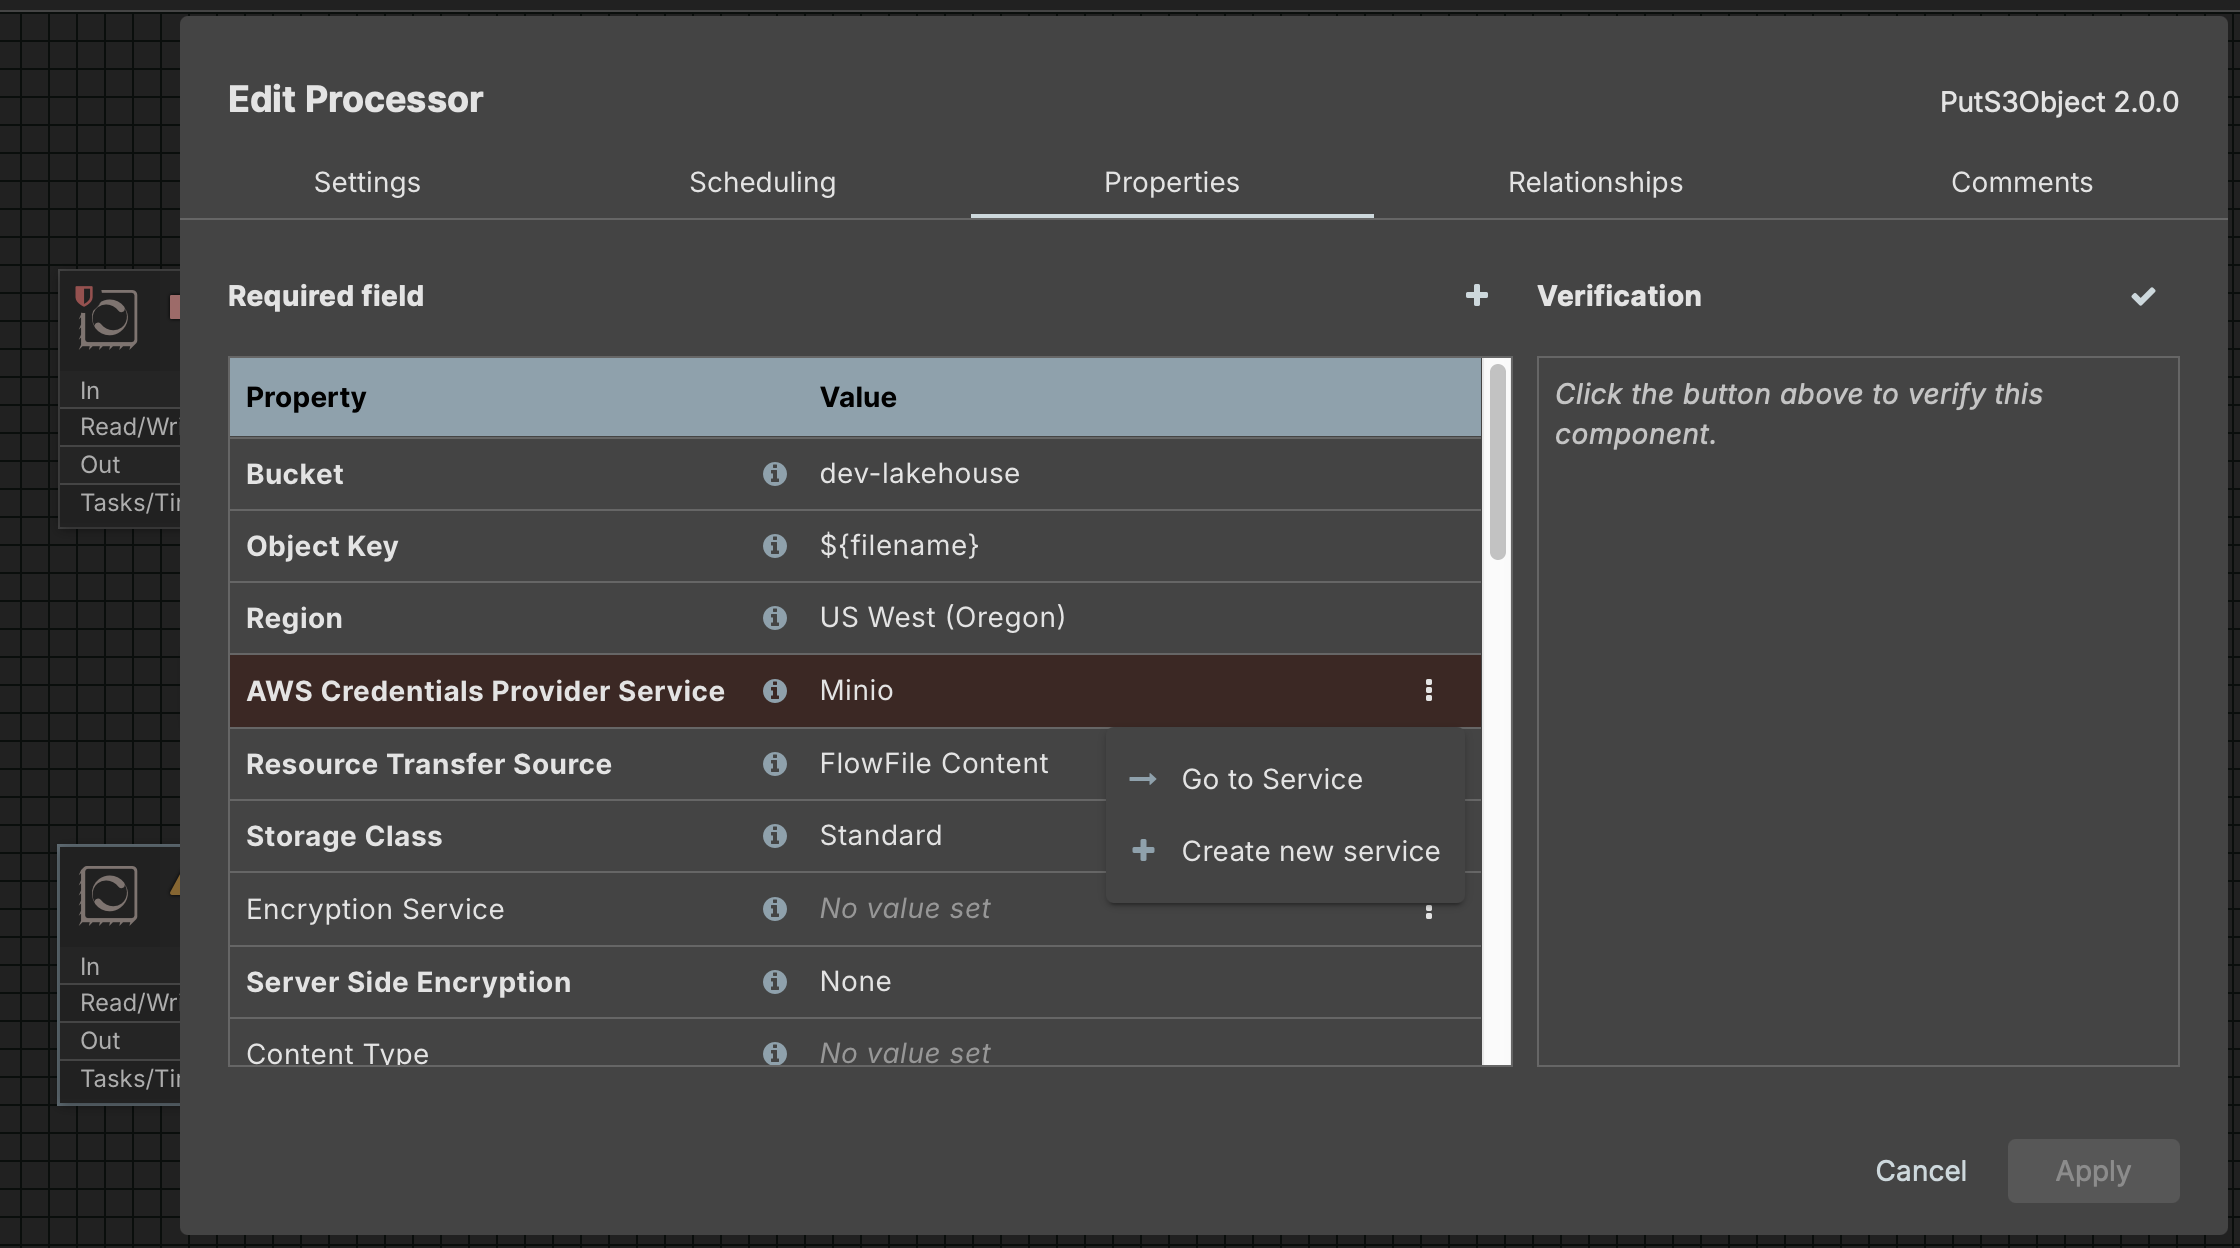 Edit Processor
PutS3Object 2.0.0
Settings
Scheduling
Properties
Relationships
Comments
Required field
Verification
Property
Value
Click the button above to verify this
component.
Bucket
dev-lakehouse
Object Key
${filename}
Region
US West (Oregon)
AWS Credentials Provider Service
Minio
Resource Transfer Source
FlowFile Content
Go to Service
Storage Class
Standard
Create new service
Encryption Service
No value set
Server Side Encryption
None
Content Type
No value set
Cancel
Apply
In
Read/Wri
Out
Tasks/Tin
In
Read/Wri
Out
Tasks/Tin